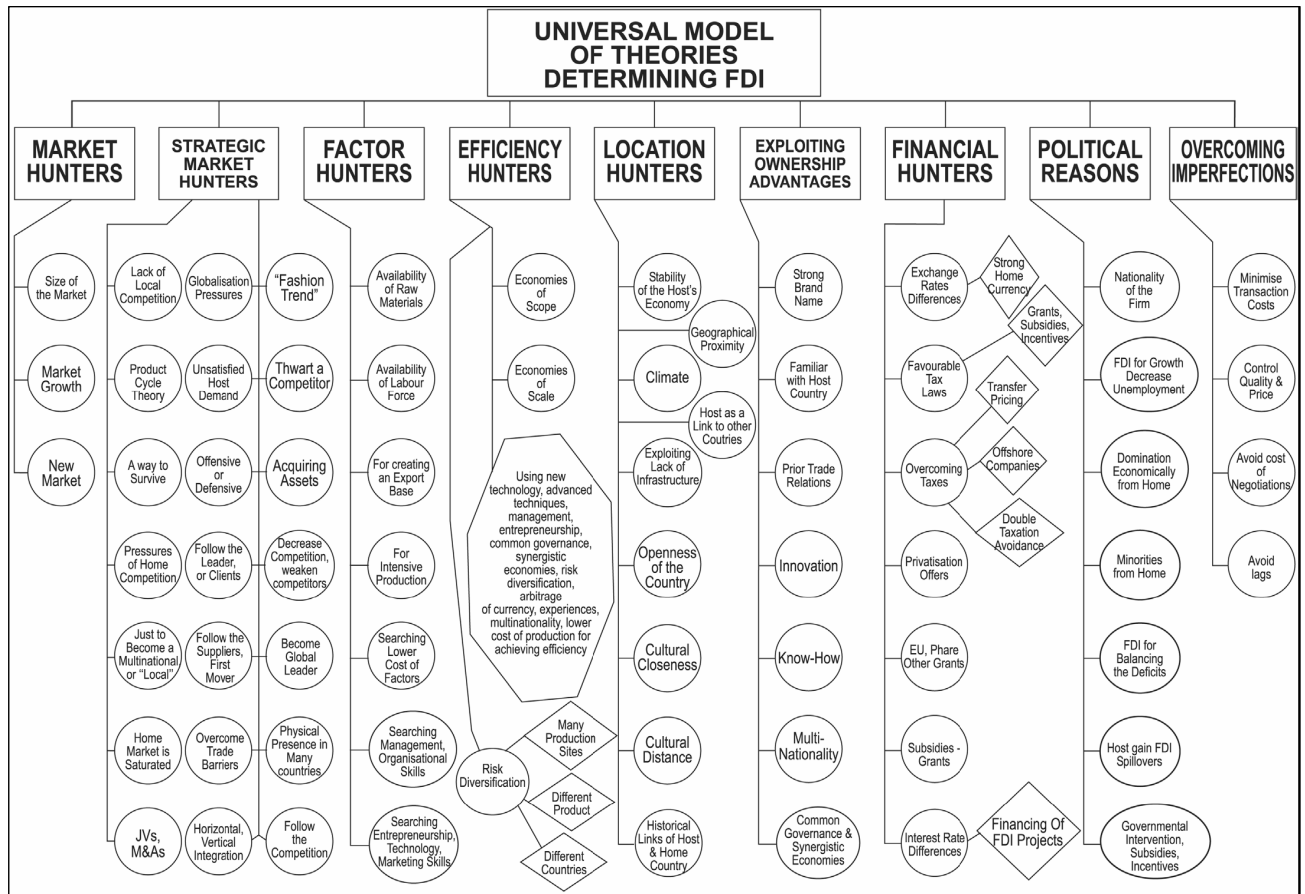 UNIVERSAL MODEL
OF THEORIES
DETERMINING FDI
MARKET
HUNTERS
Size of
the Market
Market
Growth
New
Market
STRATEGIC
MARKET
HUNTERS
Lack of
Local
Competition
Product
Cycle
Theory
A way to
Survive
Pressures
of Home
Competition
Just to
Become a
Multinational,
or “Local”
Home
Market is
Saturated
JVs,
M&As
Globalisation
Pressures
Unsatisfied
Host
Demand
Offensive
or
Defensive
Follow the
Leader,
or Clients
Follow the
Suppliers,
First
Mover
Overcome
Trade
Barriers
Horizontal,
Vertical
Integration
“Fashion
Trend”
Thwart a
Competitor
Acquiring
Assets
Decrease
Competition,
weaken
competitors
Become
Global
Leader
Physical
Presence in
Many
countries
Follow
the
Competition
FACTOR
HUNTERS
Availability
of Raw
Materials
Availability
of Labour
Force
For creating
an Export
Base
For
Intensive
Production
Searching
Lower
Cost of
Factors
Searching
Management,
Organisational
Skills
Searching
Entrepreneurship,
Technology,
Marketing Skills
EFFICIENCY
HUNTERS
Economies
of
Scope
Economies
of
Scale
Using new
technology, advanced
techniques,
management,
entrepreneurship,
common governance,
synergistic
economies, risk
diversification,
arbitrage
of currency, experiences,
multinationality, lower
cost of production for
achieving efficiency
Risk
Diversification
Many
Production
Sites
Different
Product
Different
Countries
LOCATION
HUNTERS
Stability
of the Host’s
Economy
Geographical
Proximity
Climate
Host as a
Link to other
Coutries
Exploiting
Lack of
Infrastructure
Openness
of the
Country
Cultural
Closeness
Cultural
Distance
Historical
Links of Host
& Home
Country
EXPLOITING
OWNERSHIP
ADVANTAGES
Strong
Brand
Name
Familiar
with Host
Country
Prior Trade
Relations
Innovation
Know-How
Multi-
Nationality
Common
Governance &
Synergistic
Economies
FINANCIAL
HUNTERS
Exchange
Rates
Differences
Strong
Home
Currency
Grants,
Subsidies,
Incentives
Favourable
Tax
Laws
Transfer
Pricing
Overcoming
Taxes
Offshore
Companies
Double
Taxation
Avoidance
Privatisation
Offers
EU, Phare
Other Grants
Subsidies -
Grants
Interest Rate
Differences
Financing Of
FDI Projects
POLITICAL
REASONS
Nationality
of the
Firm
FDI for Growth
Decrease
Unemployment
Domination
Economically
from Home
Minorities
from Home
FDI for
Balancing
the Deficits
Host gain FDI
Spillovers
Governmental
Intervention,
Subsidies,
Incentives
OVERCOMING
IMPERFECTIONS
Minimise
Transaction
Costs
Control
Quality &
Price
Avoid cost
of
Negotiations
Avoid
lags